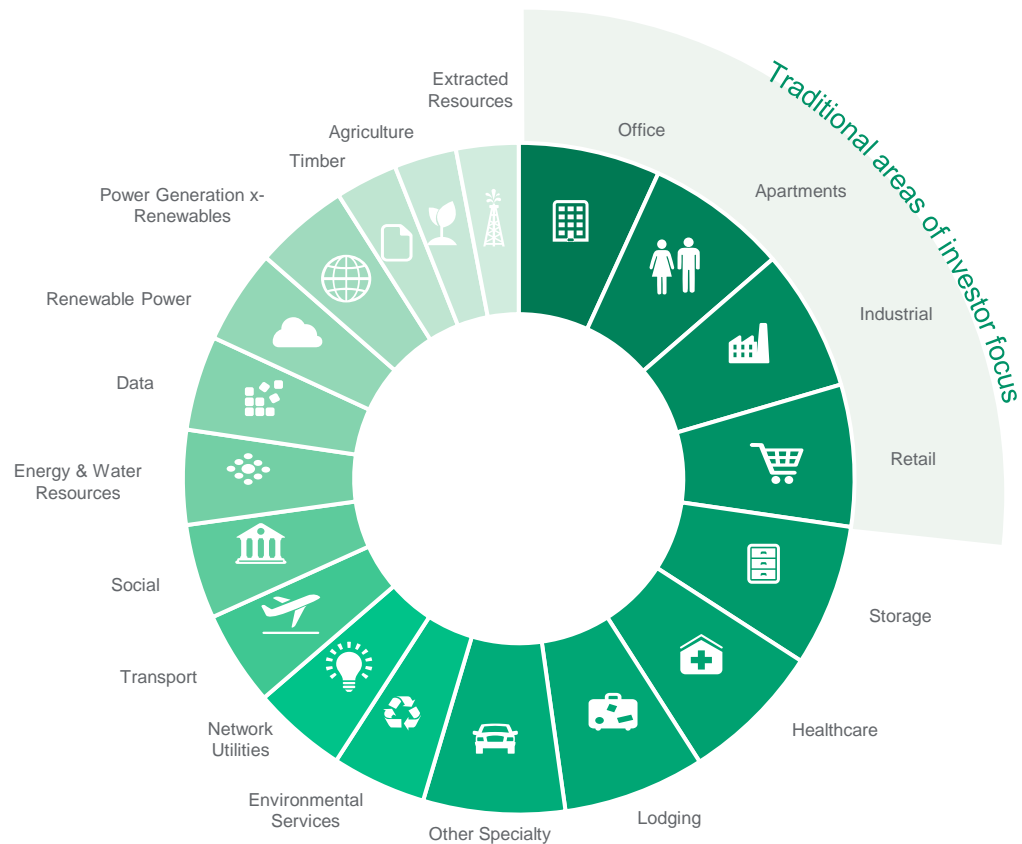 Extracted
Resources
Office
Traditional areas of investor focus
Agriculture
Timber
Apartments
Power Generation x-
Renewables
Renewable Power
Industrial
Data
Retail
Energy & Water
Resources
Social
Storage
Transport
Network
Utilities
Healthcare
Environmental
Services
Lodging
Other Specialty